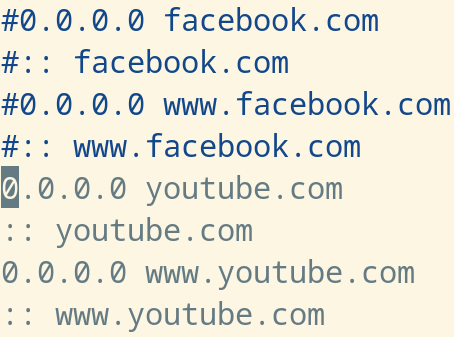 #0.0.0.0 facebook.com
#:: facebook.com
#0.0.0.0 www.facebook.com
#:: www.facebook.com
0.0.0.0 youtube.com
:: youtube.com
0.0.0.0 www.youtube.com
:: www.youtube.com